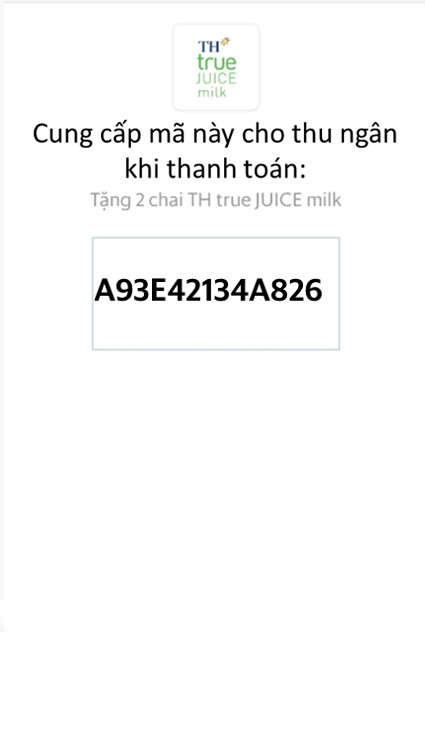 TH
true
JUICE
milk
Cung cấp mã này cho thu ngân
khi thanh toán:
Tặng 2 chai TH true JUICE milk
A93E42134A826